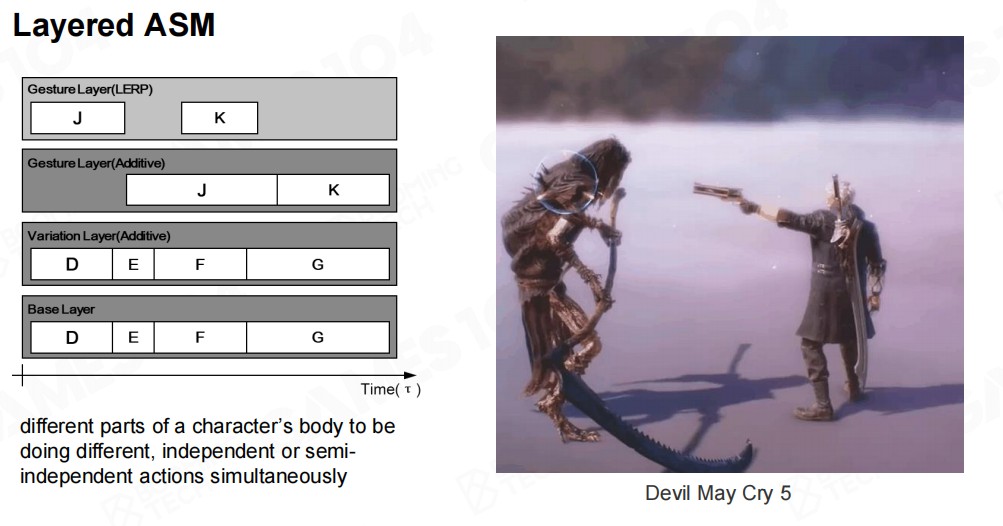 Layered ASM
Gesture Layer(LERP)
J
K
Gesture Layer(Additive)
J
K
Variation Layer(Additive)
D
E
F
G
Base Layer
D
E
F
G
Time( τ )
different parts of a character’s body to be
doing different, independent or semi-
independent actions simultaneously
Devil May Cry 5